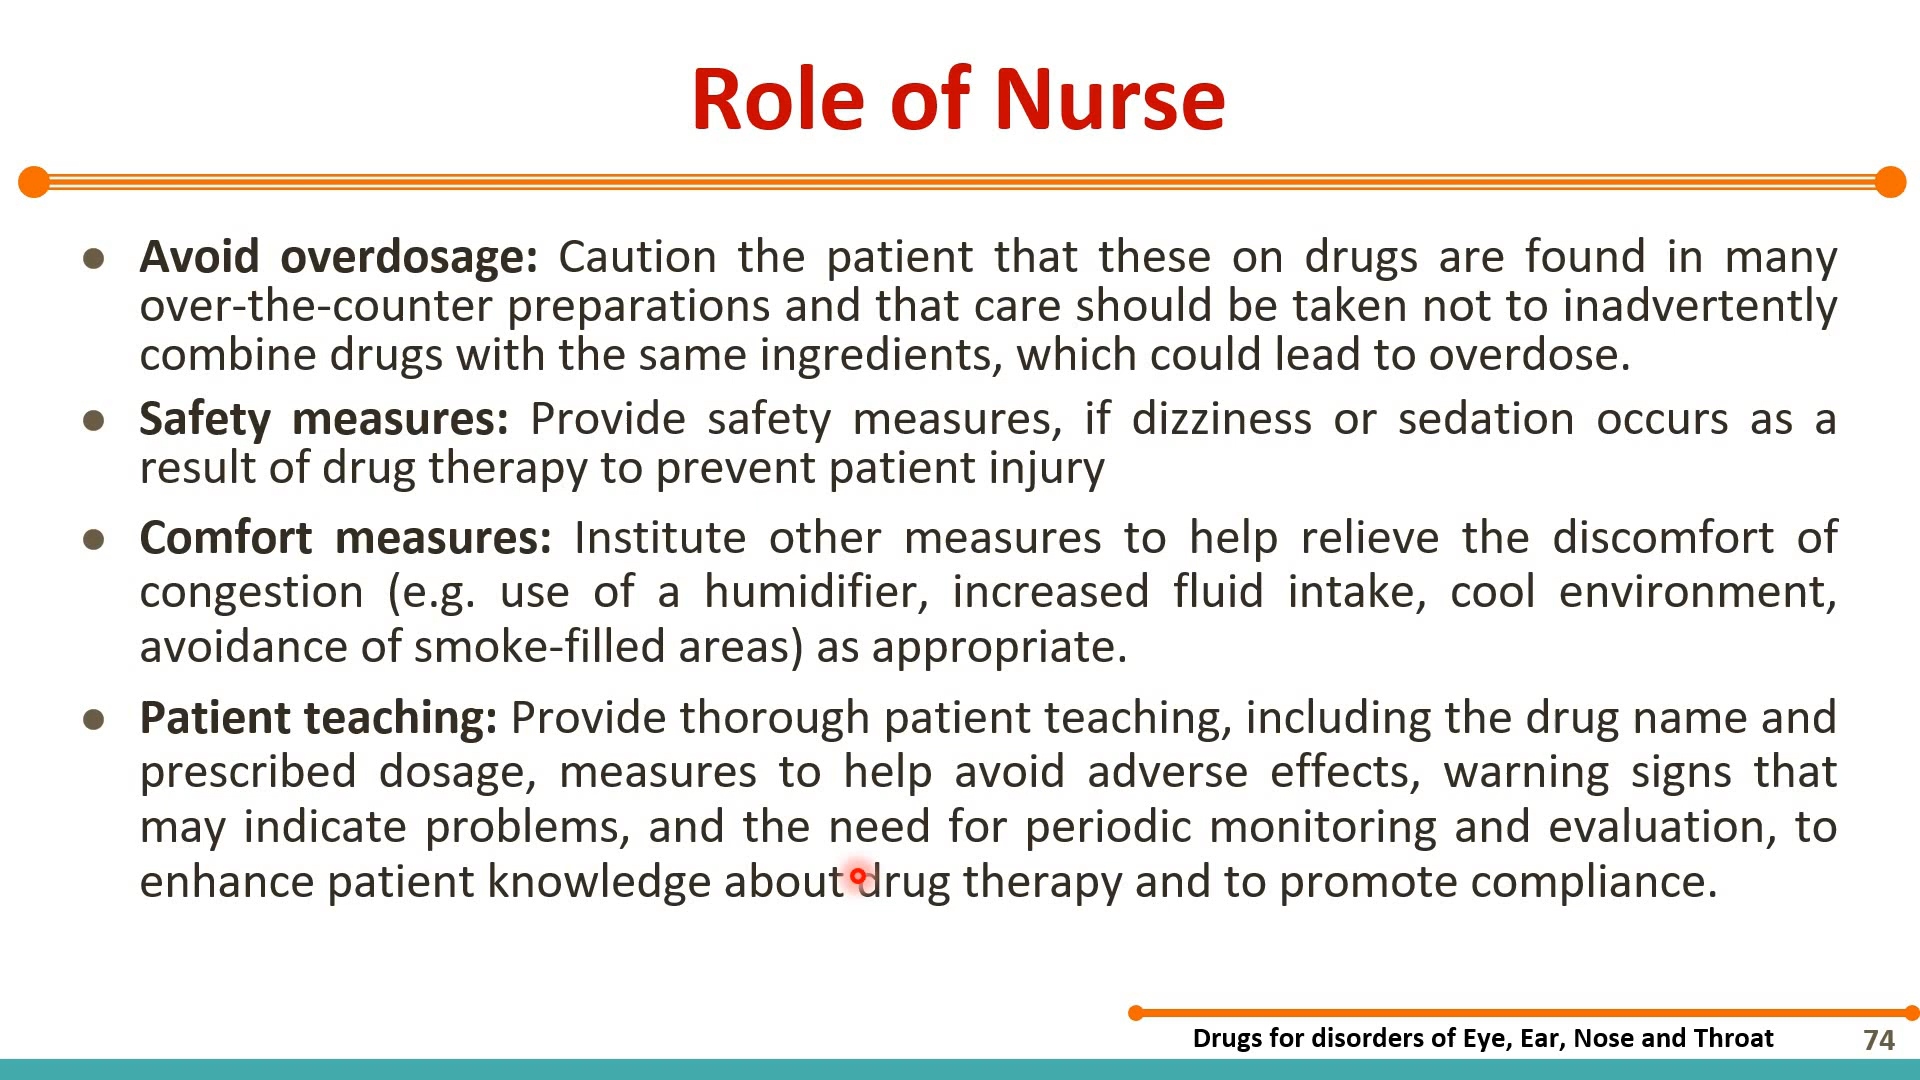 Role of Nurse
● Avoid overdosage: Caution the patient that these on drugs are found in many
over-the-counter preparations and that care should be taken not to inadvertently
combine drugs with the same ingredients, which could lead to overdose.
● Safety measures: Provide safety measures, if dizziness or sedation occurs as a
result of drug therapy to prevent patient injury
● Comfort measures: Institute other measures to help relieve the discomfort of
congestion (e.g. use of a humidifier, increased fluid intake, cool environment,
avoidance of smoke-filled areas) as appropriate.
● Patient teaching: Provide thorough patient teaching, including the drug name and
prescribed dosage, measures to help avoid adverse effects, warning signs that
may indicate problems, and the need for periodic monitoring and evaluation, to
enhance patient knowledge about drug therapy and to promote compliance.
Drugs for disorders of Eye, Ear, Nose and Throat 74